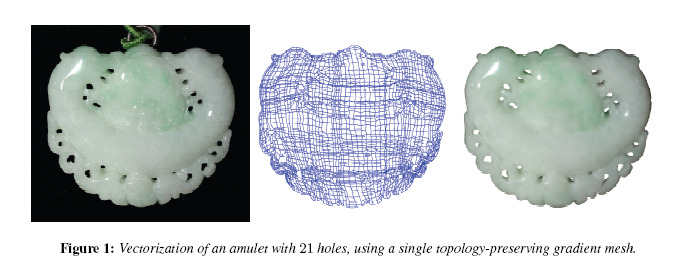 Figure 1: Vectorization of an amulet with 21 holes, using a single topology-preserving gradient mesh.